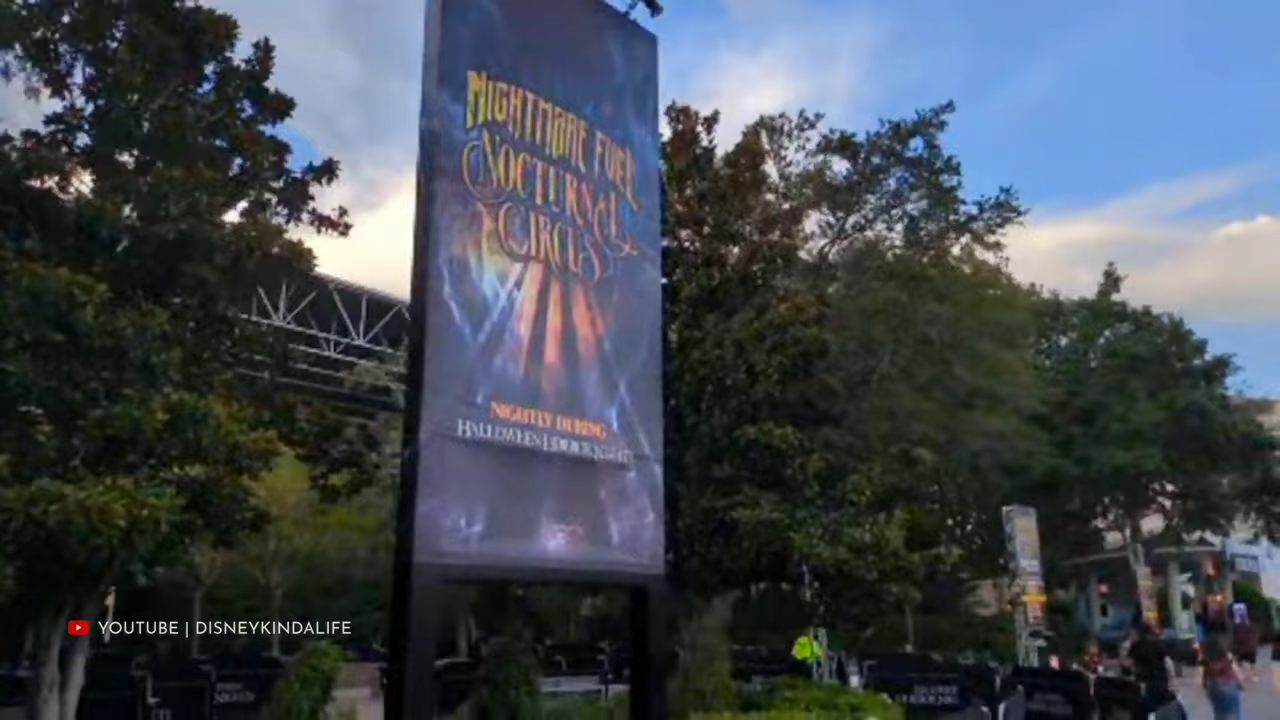 NIGHTMARE FUEL
NOCTURNAL
CIRCUS
NIGHTLY DURING
HALLOWEEN HORROR NIGHTS
YOUTUBE | DISNEYKINDALIFE